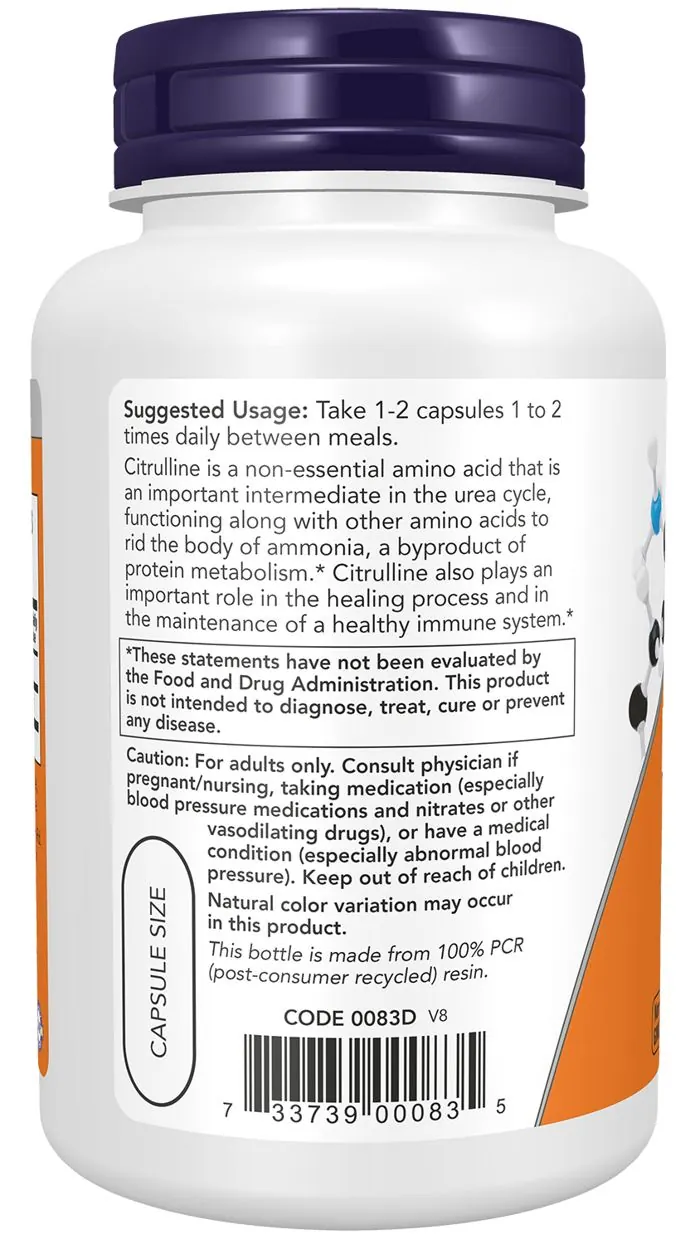 Suggested Usage: Take 1-2 capsules 1 to 2
times daily between meals.
Citrulline is a non-essential amino acid that is
an important intermediate in the urea cycle,
functioning along with other amino acids to
rid the body of ammonia, a byproduct of
protein metabolism.* Citrulline also plays an
important role in the healing process and in
the maintenance of a healthy immune system.*
*These statements have not been evaluated by
the Food and Drug Administration. This product
is not intended to diagnose, treat, cure or prevent
any disease.
Caution: For adults only. Consult physician if
pregnant/nursing, taking medication (especially
blood pressure medications and nitrates or other
vasodilating drugs), or have a medical
condition (especially abnormal blood
pressure). Keep out of reach of children.
Natural color variation may occur
in this product.
This bottle is made from 100% PCR
(post-consumer recycled) resin.
CAPSULE SIZE
CODE 0083D V8
7 33739 00083 5